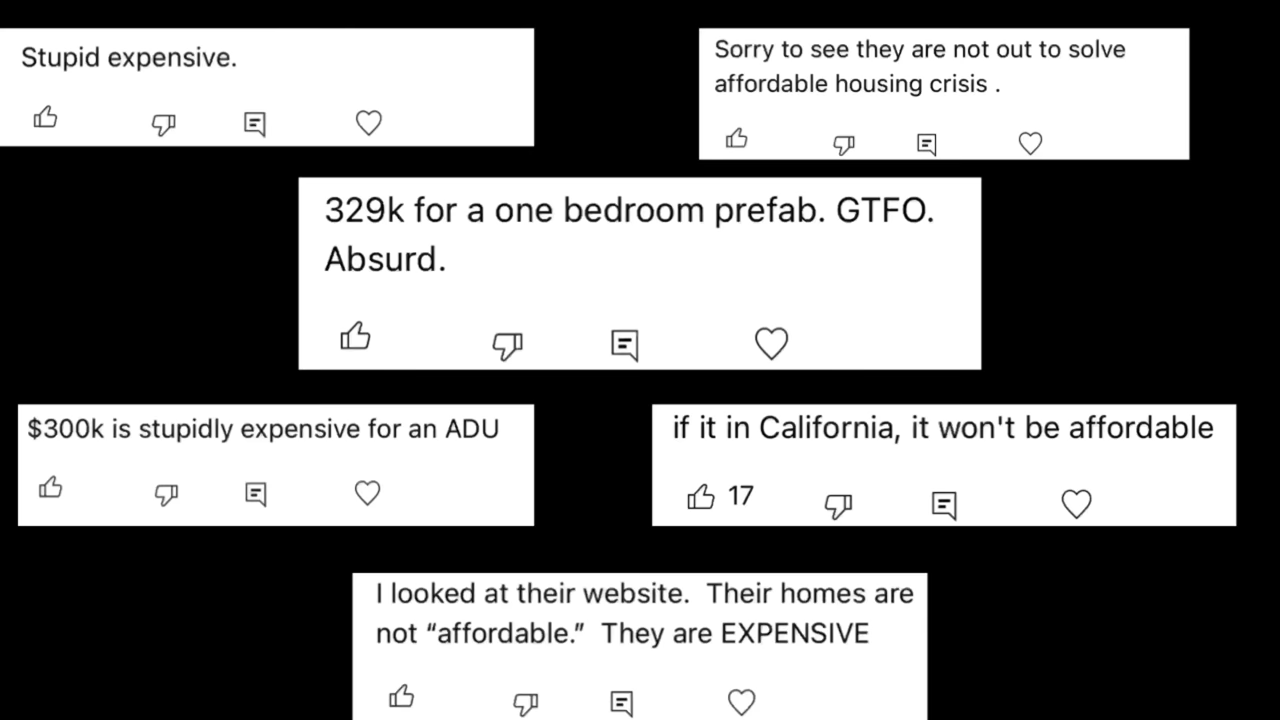 Stupid expensive.
Sorry to see they are not out to solve
affordable housing crisis .
329k for a one bedroom prefab. GTFO.
Absurd.
$300k is stupidly expensive for an ADU
if it in California, it won't be affordable
17
I looked at their website.  Their homes are
not “affordable.”  They are EXPENSIVE